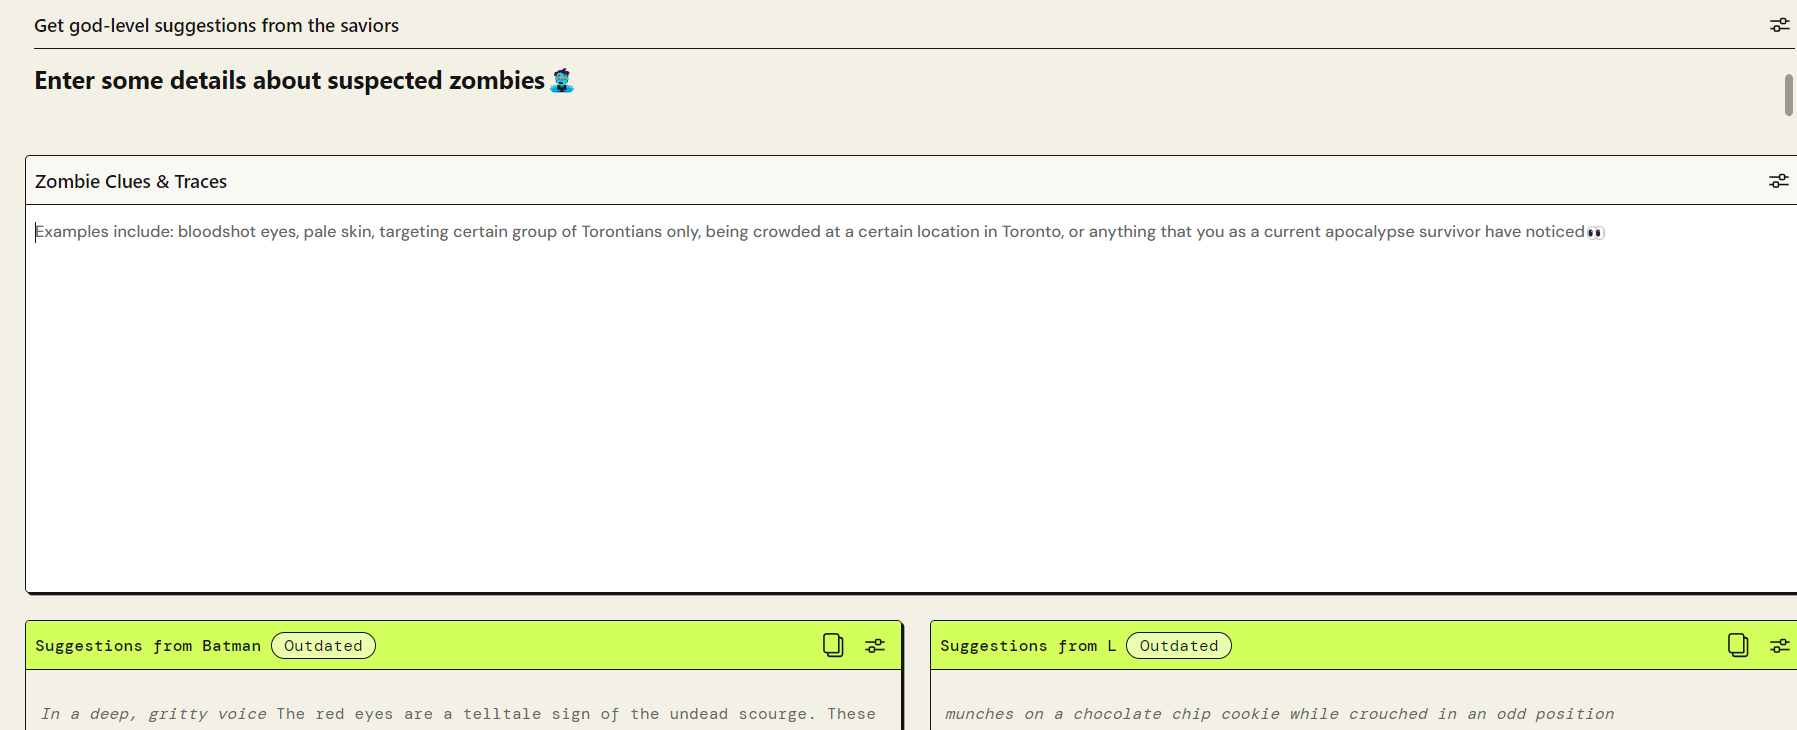 Get god-level suggestions from the saviors
Enter some details about suspected zombies🧟
Zombie Clues & Traces
Examples include: bloodshot eyes, pale skin, targeting certain group of Torontians only, being crowded at a certain location in Toronto, or anything that you as a current apocalypse survivor have noticed👀
Suggestions from Batman Outdated
Suggestions from L Outdated
In a deep, gritty voice The red eyes are a telltale sign of the undead scourge. These
munches on a chocolate chip cookie while crouched in an odd position